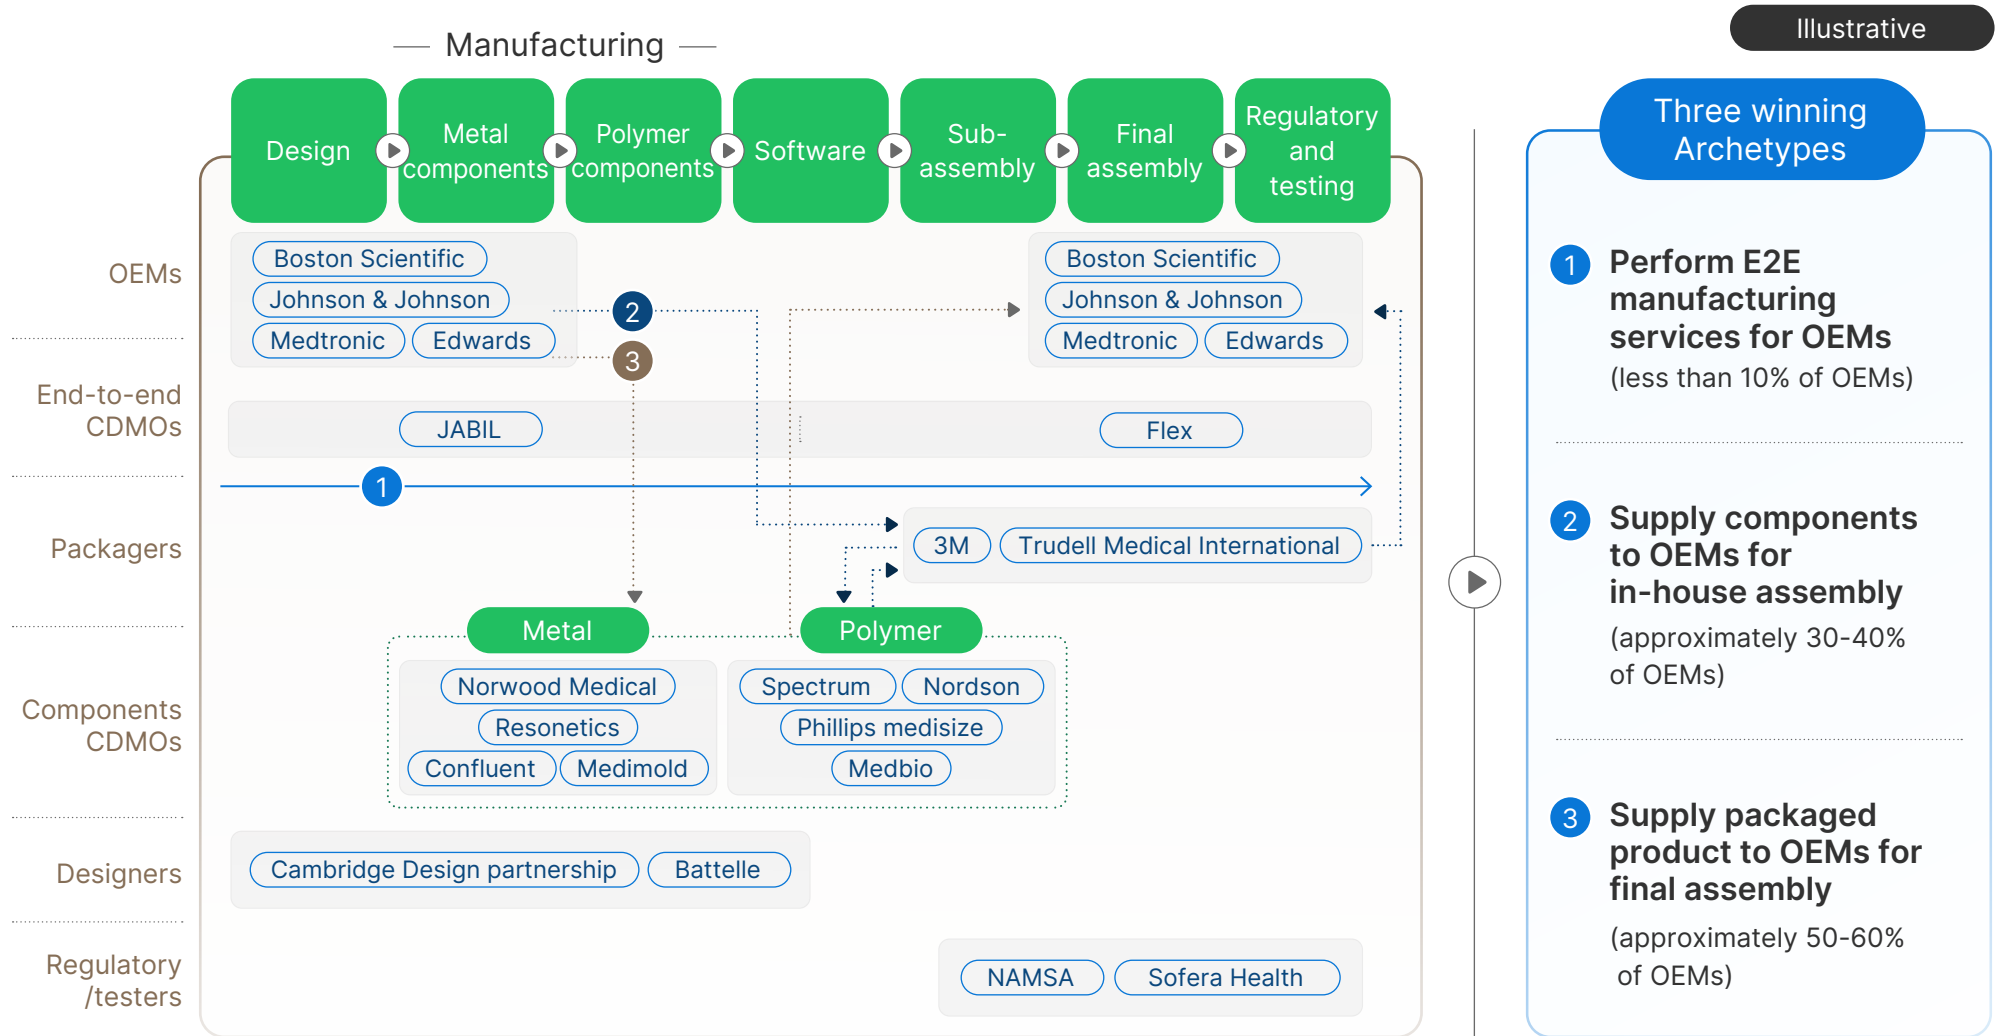 Illustrative
Manufacturing
Design
Metal
components
Polymer
components
Software
Sub-
assembly
Final
assembly
Regulatory
and
testing
OEMs
Boston Scientific
Johnson & Johnson
Medtronic
Edwards
2
3
Boston Scientific
Johnson & Johnson
Medtronic
Edwards
End-to-end
CDMOs
JABIL
Flex
1
Packagers
3M
Trudell Medical International
Components
CDMOs
Metal
Norwood Medical
Resonetics
Confluent
Medimold
Polymer
Spectrum
Nordson
Phillips medisize
Medbio
Designers
Cambridge Design partnership
Battelle
Regulatory
/testers
NAMSA
Sofera Health
Three winning
Archetypes
1
Perform E2E
manufacturing
services for OEMs
(less than 10% of OEMs)
2
Supply components
to OEMs for
in-house assembly
(approximately 30-40%
of OEMs)
3
Supply packaged
product to OEMs for
final assembly
(approximately 50-60%
of OEMs)